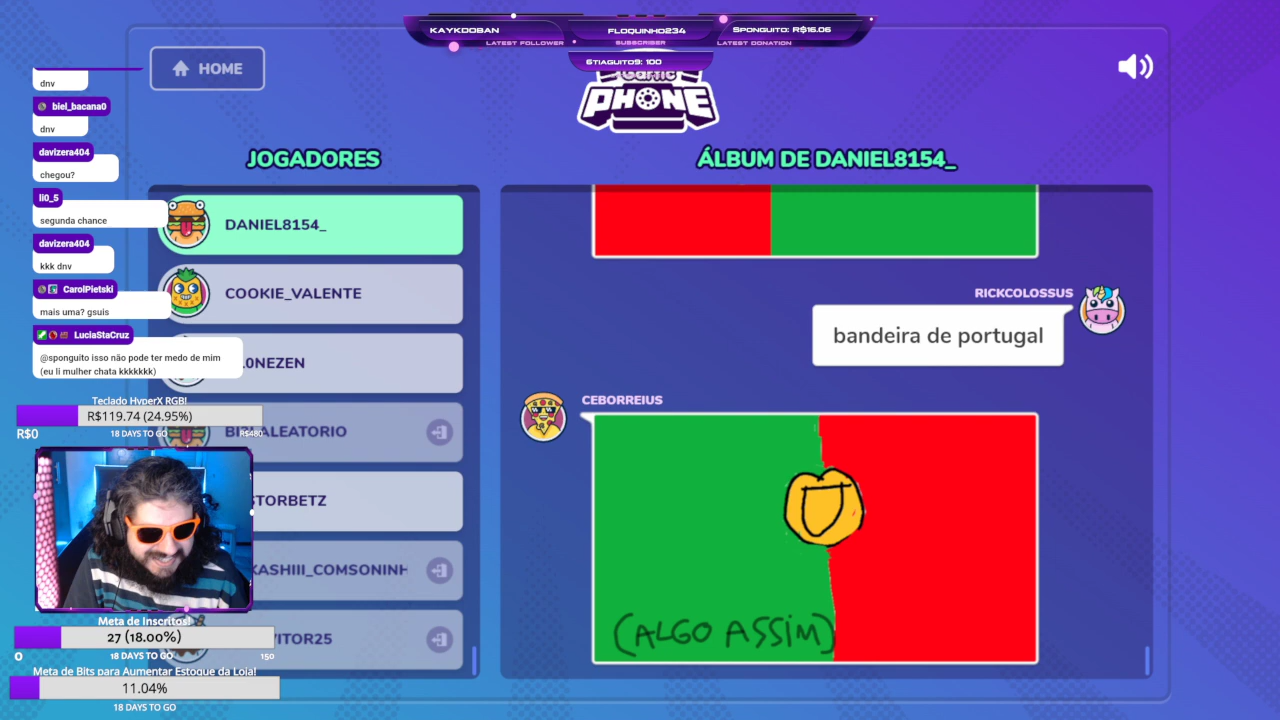 KAYKDOBAN
LATEST FOLLOWER
FLOQUINHO234
SUBSCRIBER
SPONGUITO: R$16.06
LATEST DONATION
6TIAGUITO9: 100
HOME
PHONE
dnv
biel_bacana0
dnv
davizera404
chegou?
li0_5
segunda chance
davizera404
kkk dnv
CarolPietski
mais uma? gsuis
LuciaStaCruz
@sponguito isso não pode ter medo de mim
(eu li mulher chata kkkkkkk)
Teclado HyperX RGB!
R$119.74 (24.95%)
R$0
18 DAYS TO GO
R$480
Meta de Inscritos!
27 (18.00%)
0
18 DAYS TO GO
150
Meta de Bits para Aumentar Estoque da Loja!
11.04%
18 DAYS TO GO
JOGADORES
DANIEL8154_
COOKIE_VALENTE
ALEATORIO
TORBETZ
KASHIII_COMSONINH
VITOR25
ÁLBUM DE DANIEL8154_
RICKCOLOSSUS
bandeira de portugal
CEBORREIUS
(ALGO ASSIM)